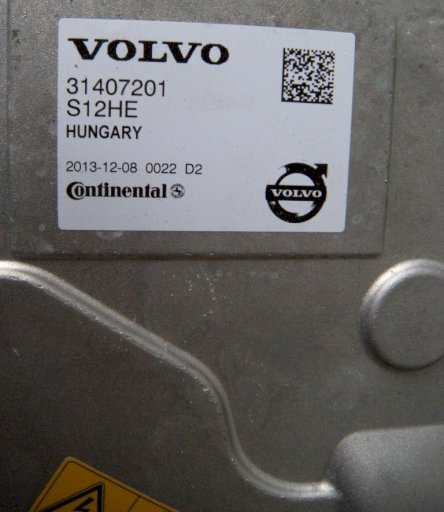 VOLVO
31407201
S12HE
HUNGARY
2013-12-08 0022 D2
Continental
VOLVO